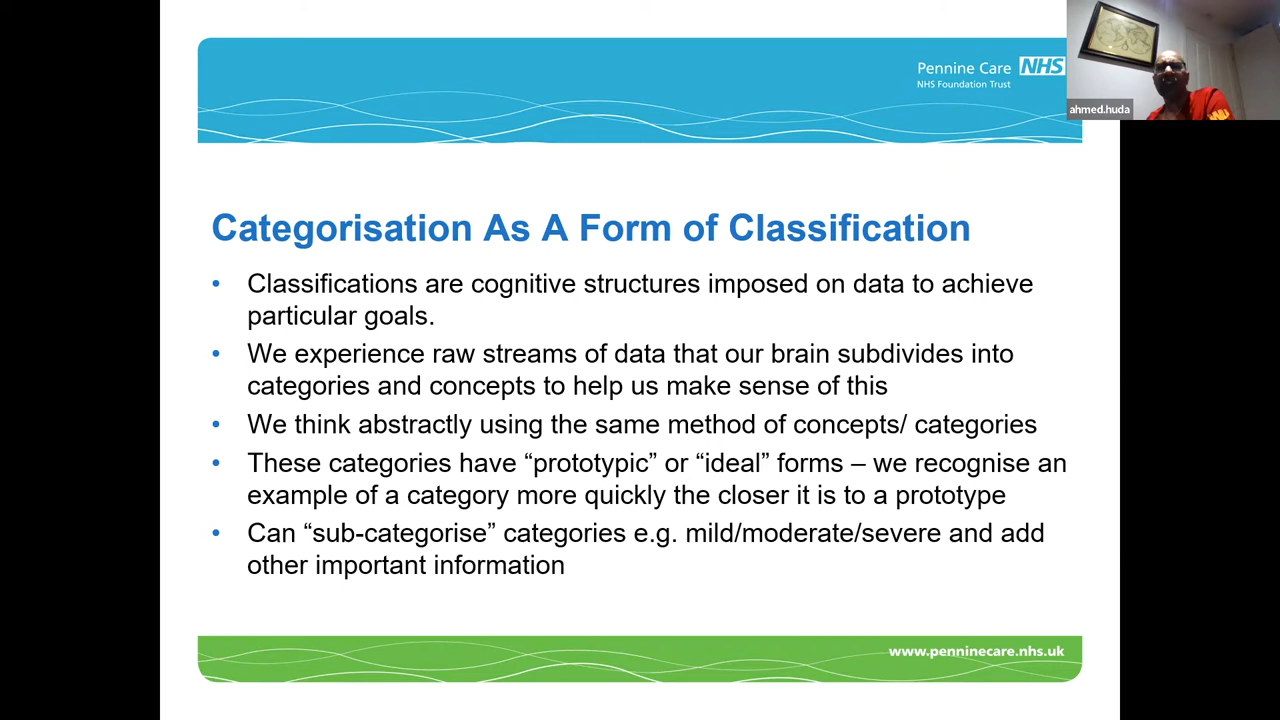 Pennine Care NHS
NHS Foundation Trust
ahmed.huda
Categorisation As A Form of Classification
• Classifications are cognitive structures imposed on data to achieve
particular goals.
• We experience raw streams of data that our brain subdivides into
categories and concepts to help us make sense of this
• We think abstractly using the same method of concepts/ categories
• These categories have “prototypic” or “ideal” forms – we recognise an
example of a category more quickly the closer it is to a prototype
• Can “sub-categorise” categories e.g. mild/moderate/severe and add
other important information
www.penninecare.nhs.uk